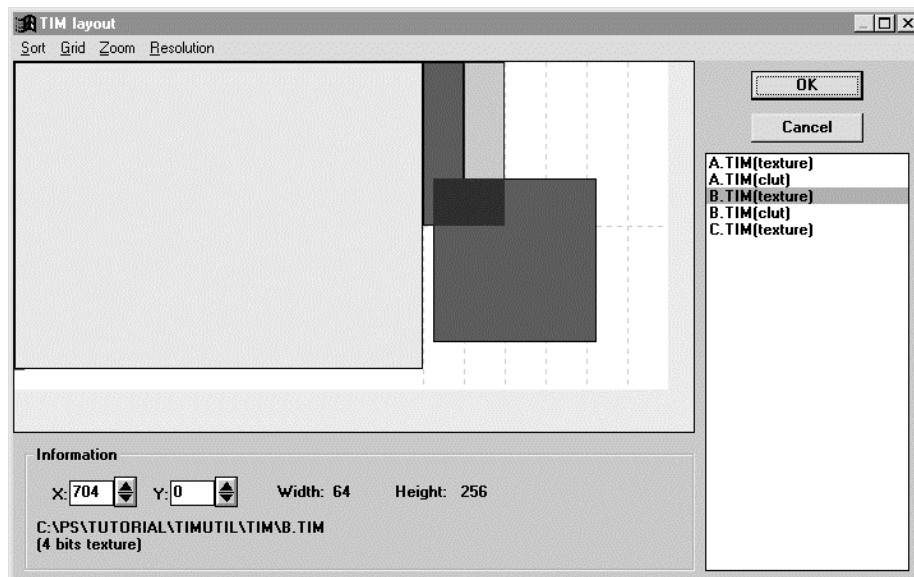 TIM layout
Sort Grid Zoom Resolution
OK
Cancel
A.TIM(texture)
A.TIM(clut)
B.TIM(texture)
B.TIM(clut)
C.TIM(texture)
Information
X: 704 Y: 0 Width: 64 Height: 256
C:\PS\TUTORIAL\TIMUTIL\TIM\B.TIM
(4 bits texture)